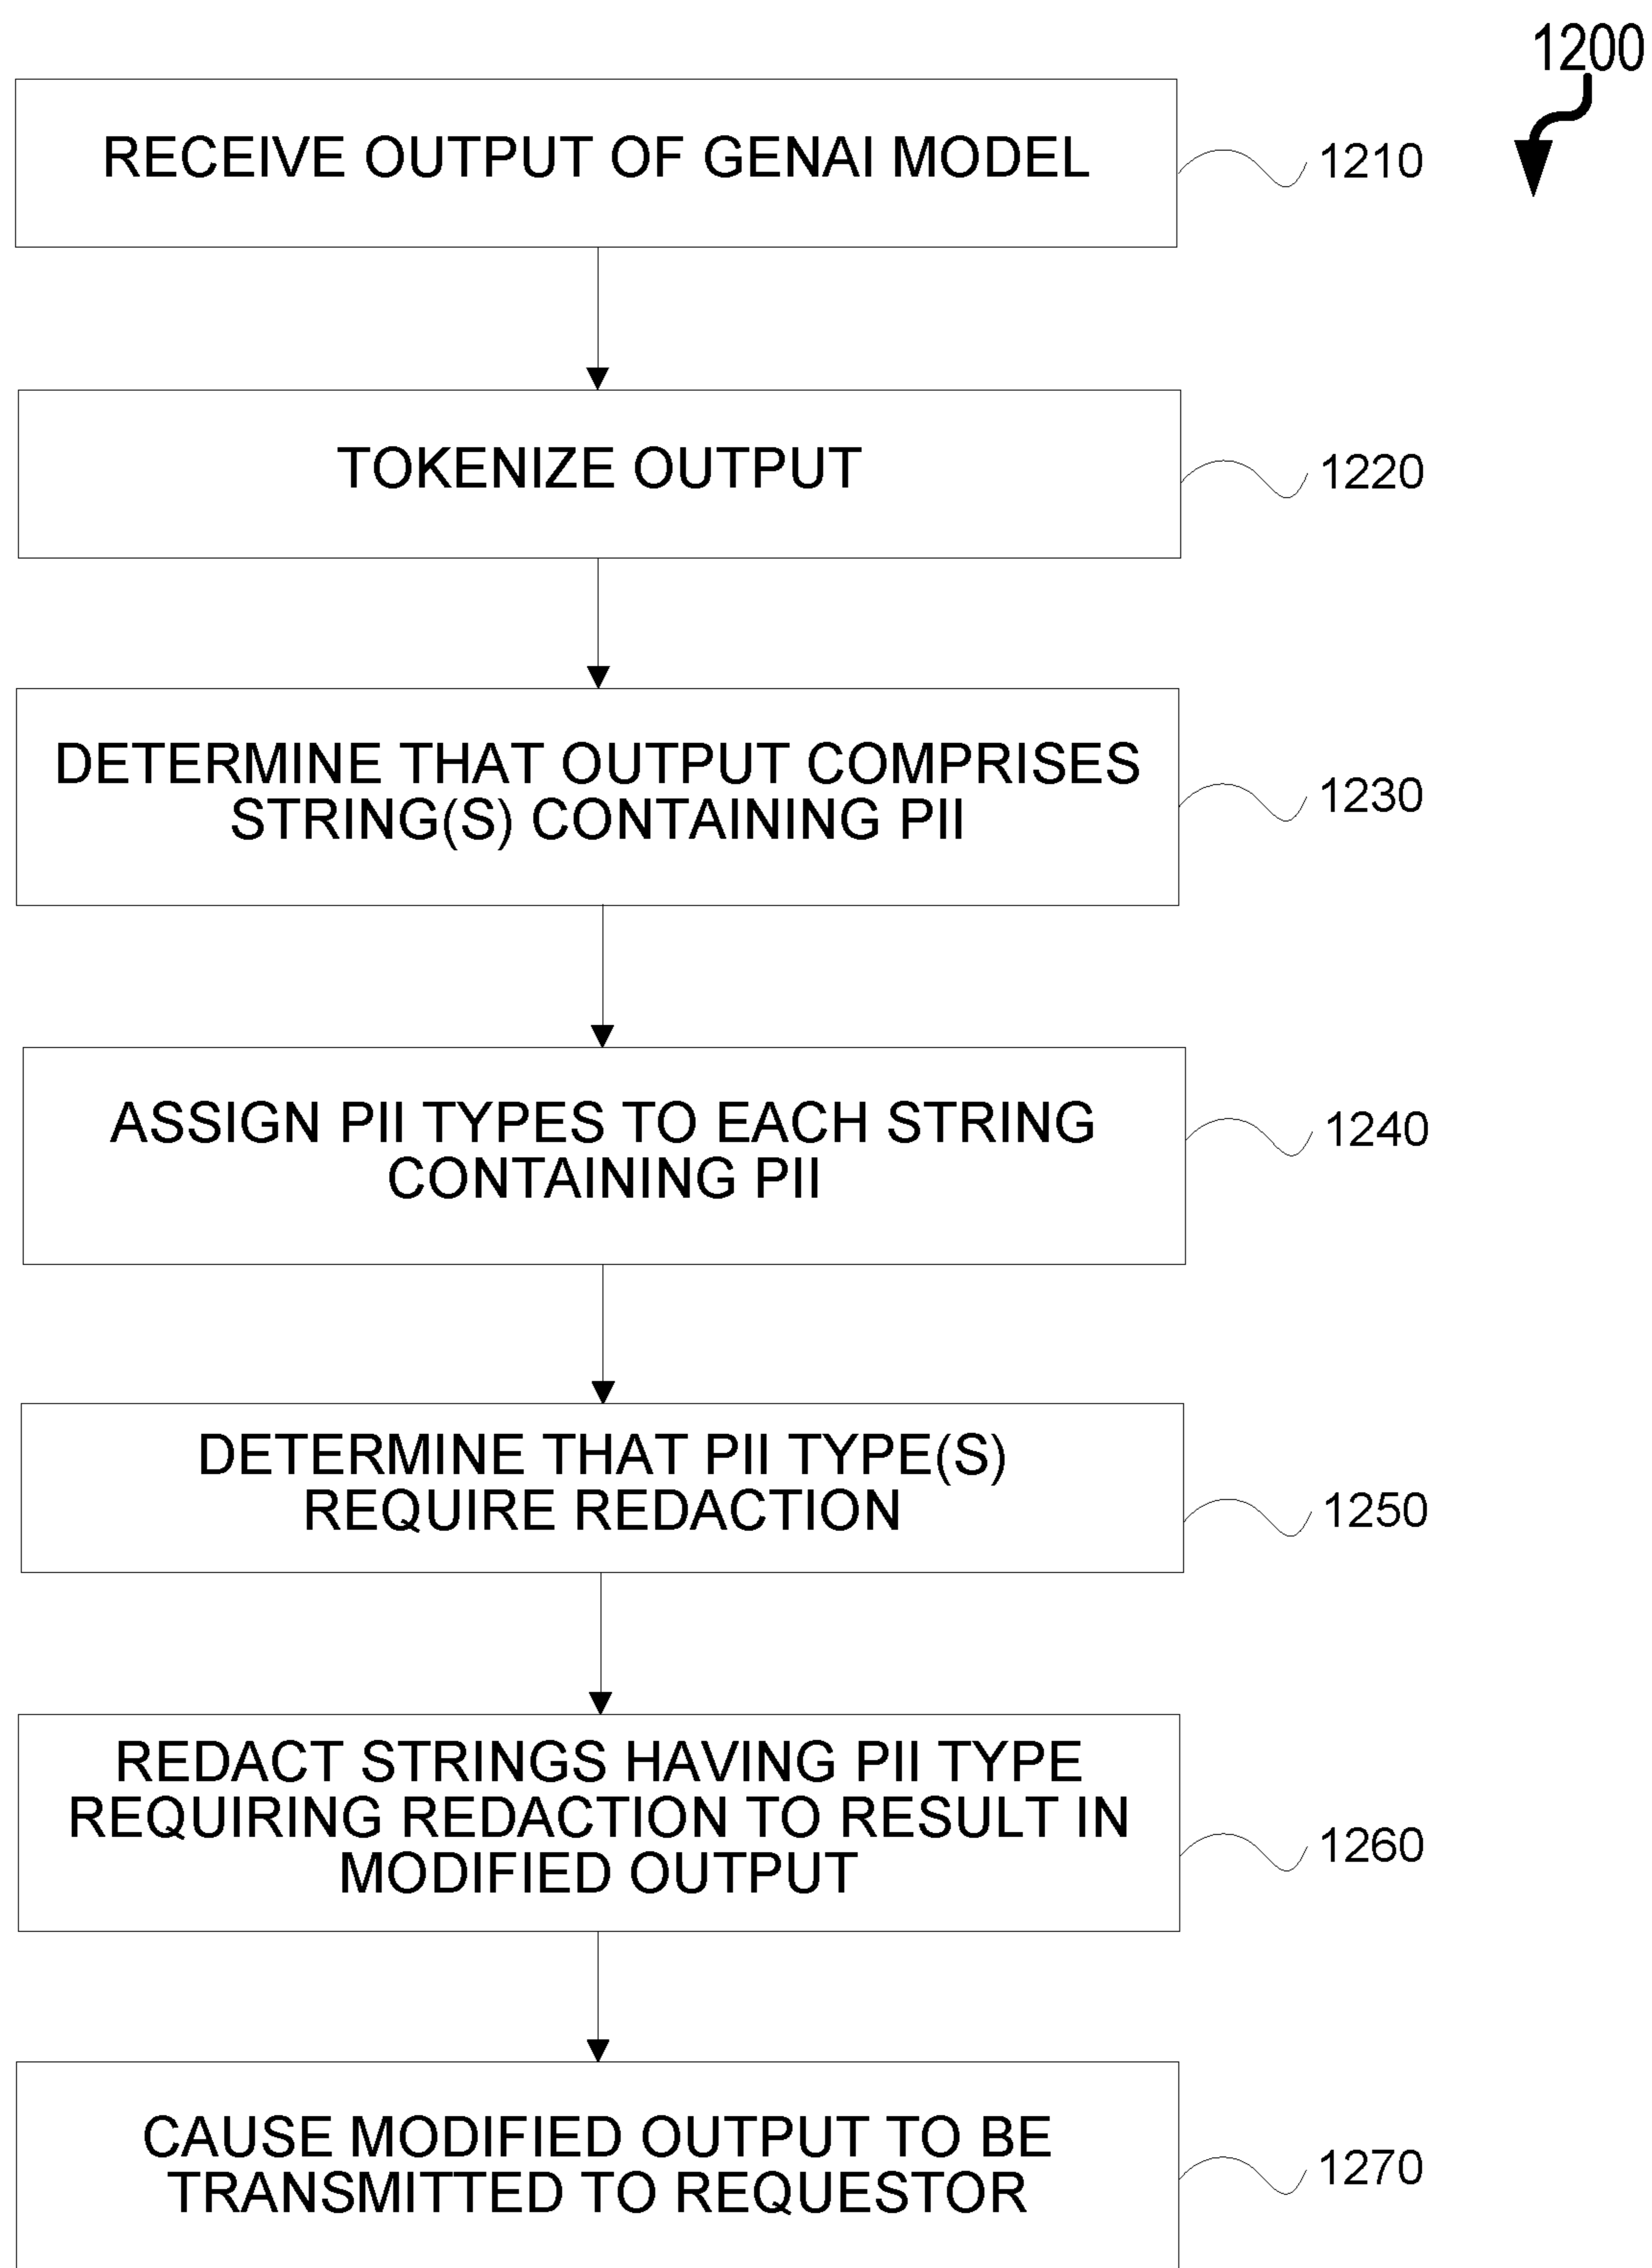 1200
RECEIVE OUTPUT OF GENAI MODEL
1210
TOKENIZE OUTPUT
1220
DETERMINE THAT OUTPUT COMPRISES
STRING(S) CONTAINING PII
1230
ASSIGN PII TYPES TO EACH STRING
CONTAINING PII
1240
DETERMINE THAT PII TYPE(S)
REQUIRE REDACTION
1250
REDACT STRINGS HAVING PII TYPE
REQUIRING REDACTION TO RESULT IN
MODIFIED OUTPUT
1260
CAUSE MODIFIED OUTPUT TO BE
TRANSMITTED TO REQUESTOR
1270